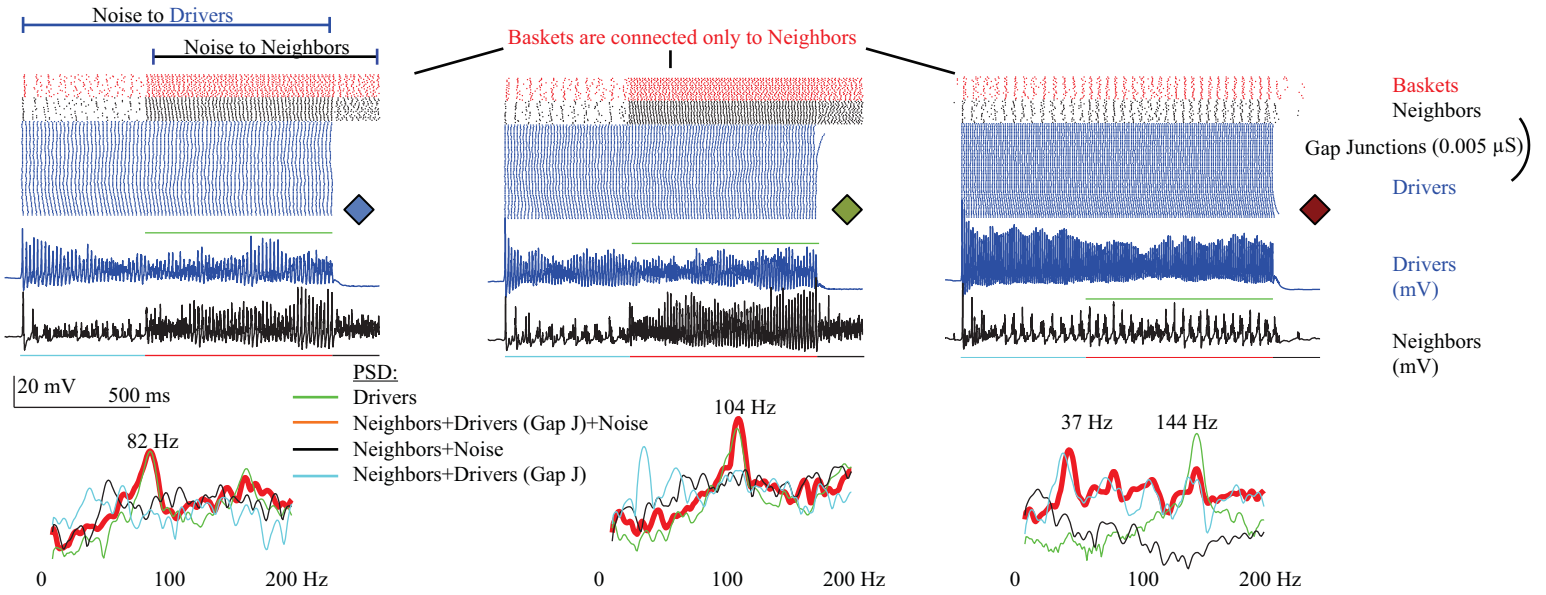 Noise to Drivers
Noise to Neighbors
Baskets are connected only to Neighbors
Baskets
Neighbors
Gap Junctions (0.005 µS)
Drivers
Drivers
(mV)
Neighbors
(mV)
20 mV
500 ms
PSD:
Drivers
Neighbors+Drivers (Gap J)+Noise
Neighbors+Noise
Neighbors+Drivers (Gap J)
82 Hz
104 Hz
37 Hz
144 Hz
0
100
200 Hz
0
100
200 Hz
0
100
200 Hz